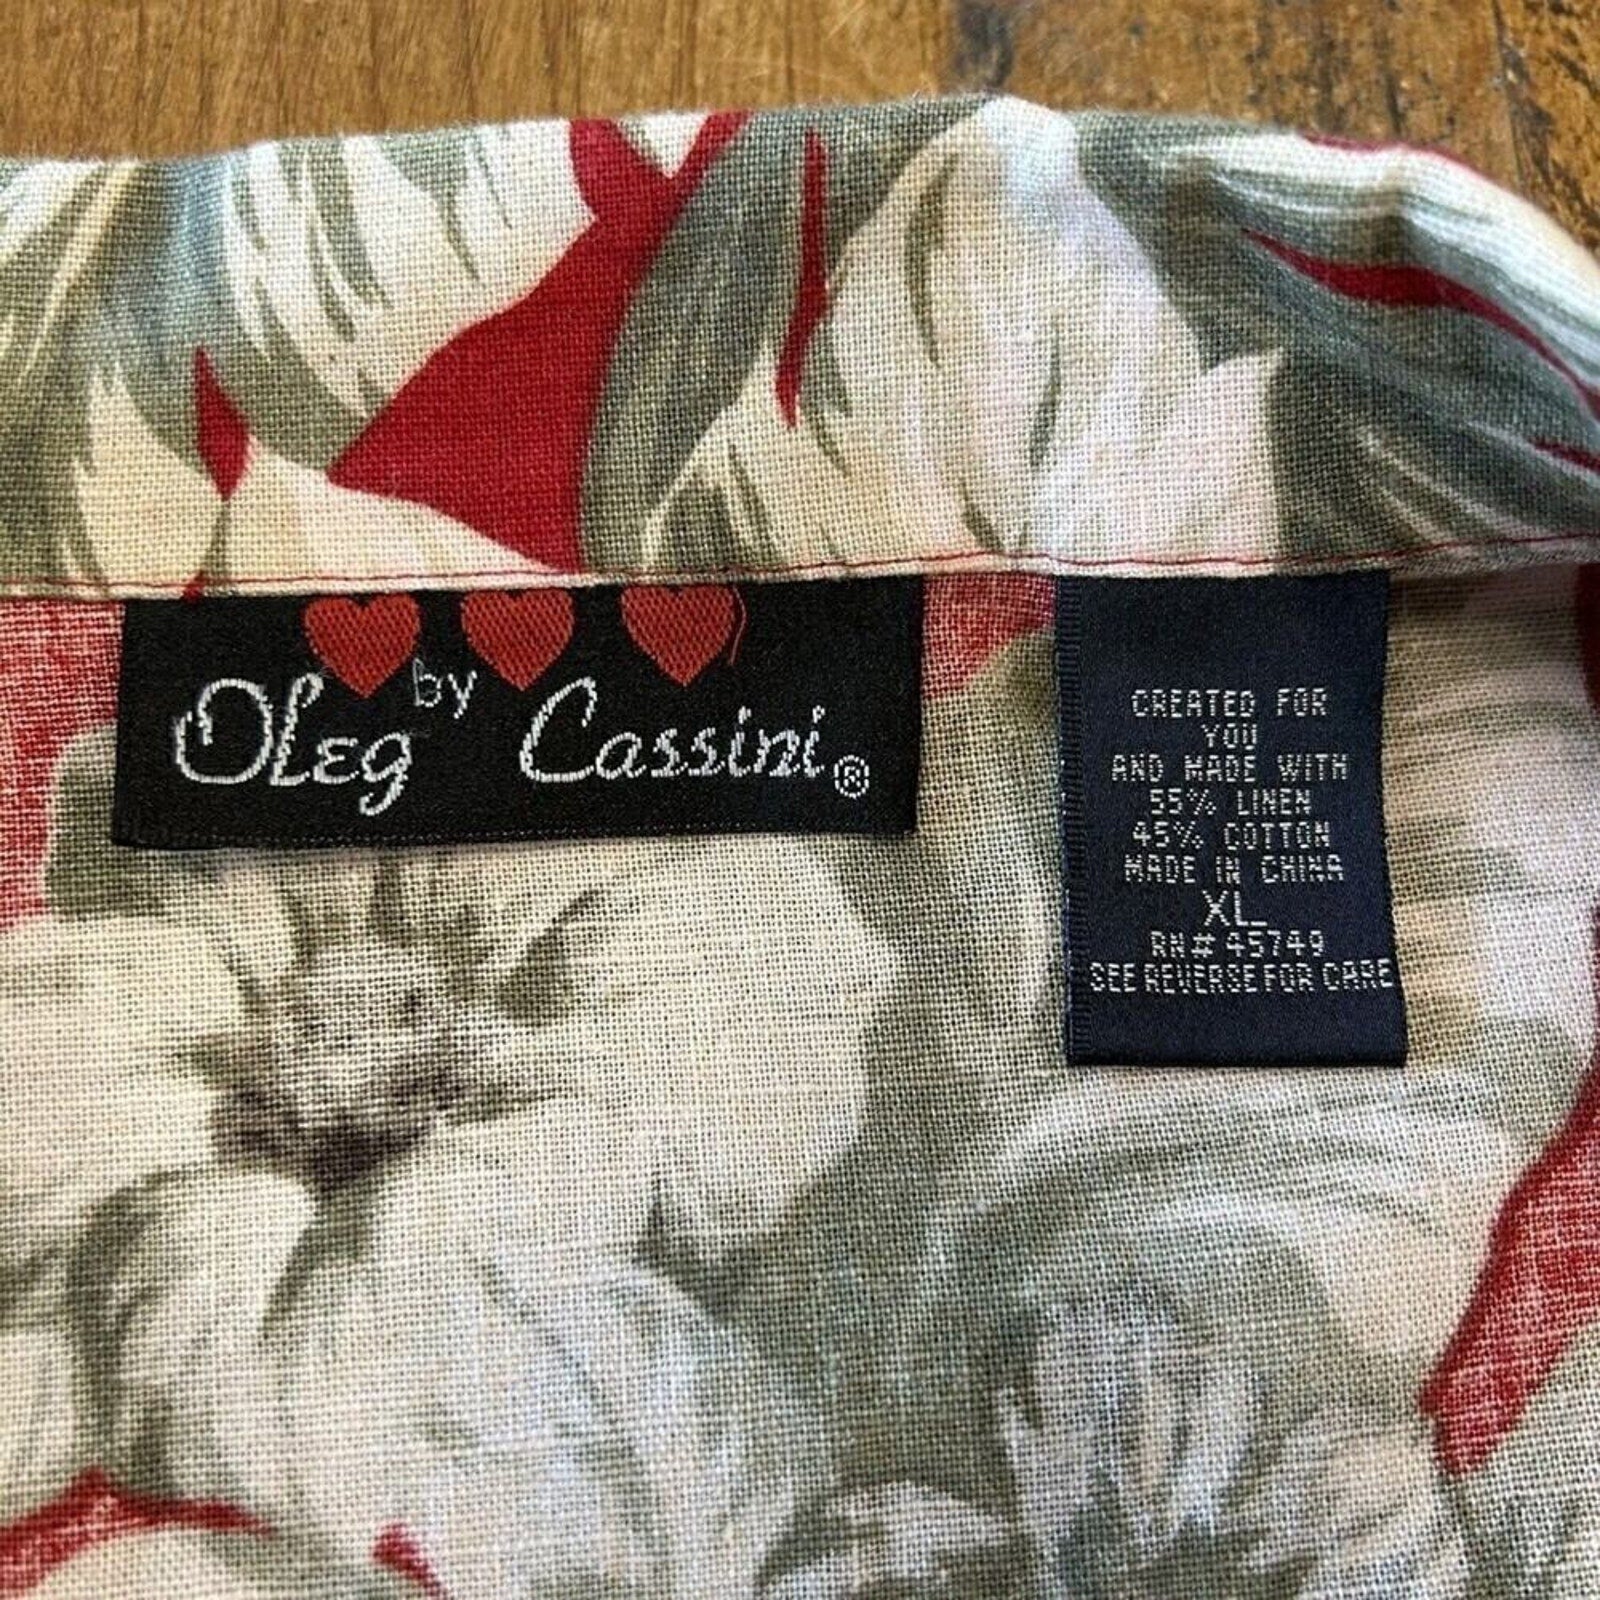 by
Oleg Cassini®
CREATED FOR
YOU
AND MADE WITH
55% LINEN
45% COTTON
MADE IN CHINA
XL
RN# 45749
SEE REVERSE FOR CARE